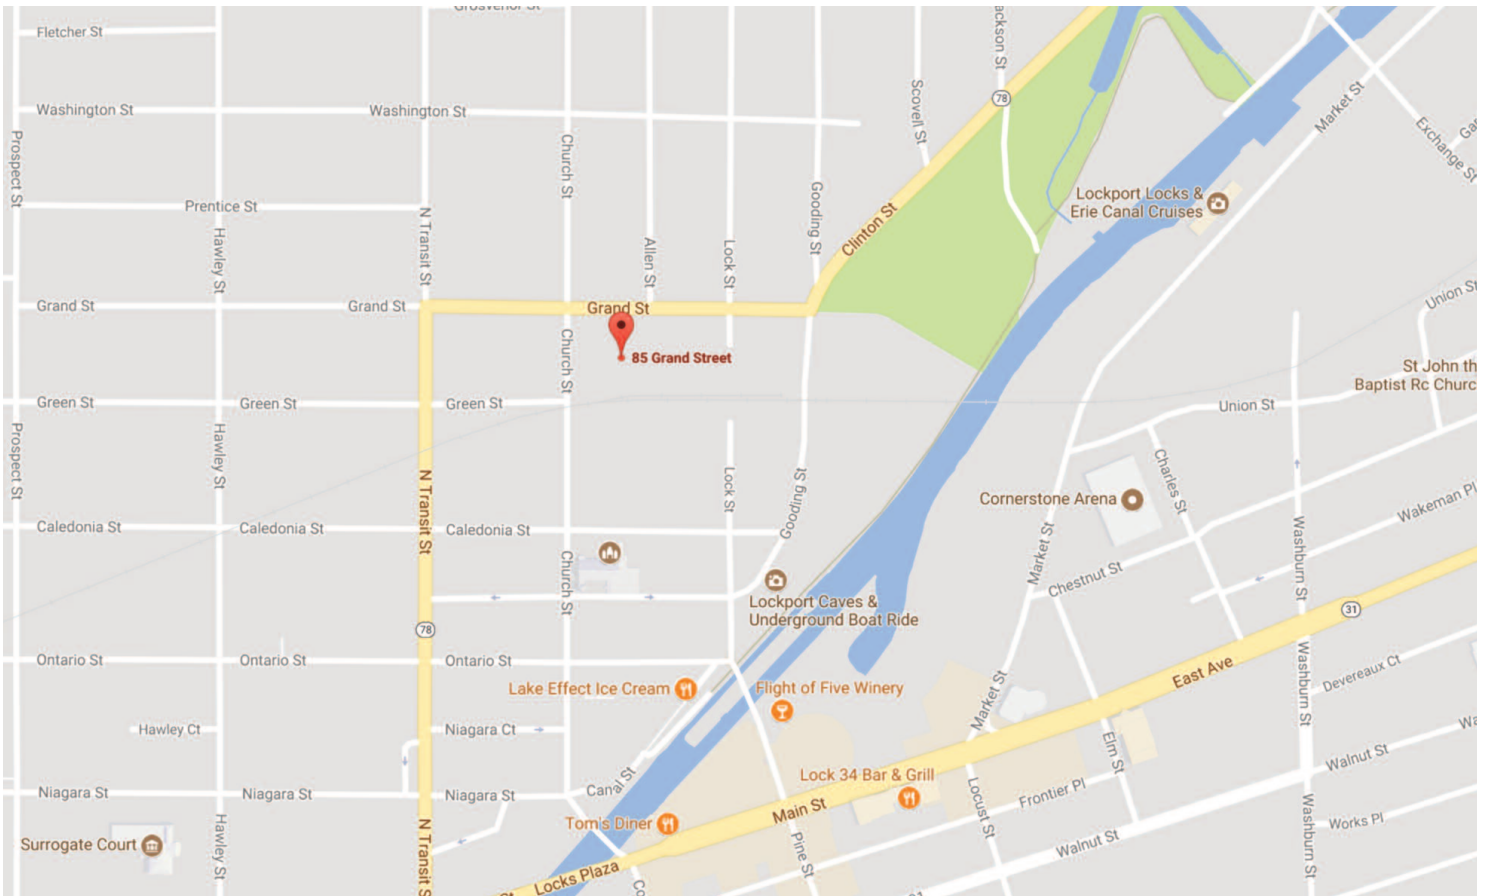 Grosvenor St
Fletcher St
Washington St
Washington St
Prospect St
Church St
Scovell St
ackson St
78
Market St
Exchange St
Prentice St
Hawley St
N Transit St
Allen St
Lock St
Gooding St
Clinton St
Lockport Locks &
Erie Canal Cruises
Grand St
Grand St
Grand St
85 Grand Street
Church St
Union St
St John th
Baptist Rc Churc
Green St
Green St
Green St
Union St
Prospect St
Hawley St
N Transit St
Lock St
Gooding St
Cornerstone Arena
Charles St
Wakeman Pl
Caledonia St
Caledonia St
Caledonia St
Church St
Market St
Chestnut St
Washburn St
Lockport Caves &
Underground Boat Ride
78
31
Ontario St
Ontario St
Ontario St
Lake Effect Ice Cream
Flight of Five Winery
Market St
East Ave
Washburn St
Devereaux Ct
Hawley Ct
Niagara Ct
Elm St
Walnut St
Niagara St
Niagara St
Niagara St
Canal St
Lock 34 Bar & Grill
Main St
Locust St
Frontier Pl
Tom's Diner
Surrogate Court
Hawley St
N Transit S
Pine St
Walnut St
Washburn St
Works Pl
Locks Plaza